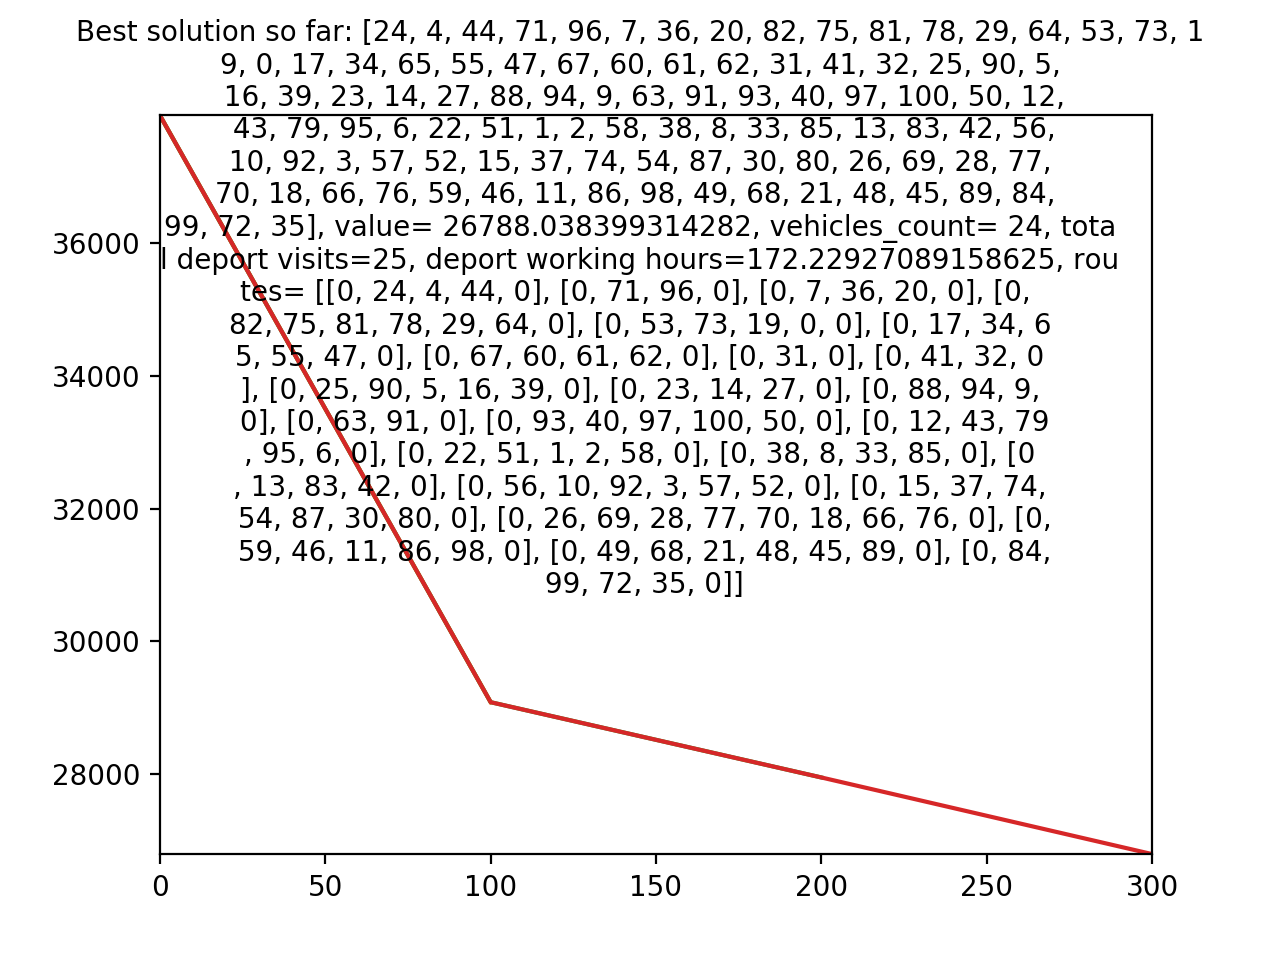 Best solution so far: [24, 4, 44, 71, 96, 7, 36, 20, 82, 75, 81, 78, 29, 64, 53, 73, 1
9, 0, 17, 34, 65, 55, 47, 67, 60, 61, 62, 31, 41, 32, 25, 90, 5,
16, 39, 23, 14, 27, 88, 94, 9, 63, 91, 93, 40, 97, 100, 50, 12,
43, 79, 95, 6, 22, 51, 1, 2, 58, 38, 8, 33, 85, 13, 83, 42, 56,
10, 92, 3, 57, 52, 15, 37, 74, 54, 87, 30, 80, 26, 69, 28, 77,
70, 18, 66, 76, 59, 46, 11, 86, 98, 49, 68, 21, 48, 45, 89, 84,
99, 72, 35], value= 26788.038399314282, vehicles_count= 24, tota
l deport visits=25, deport working hours=172.22927089158625, rou
tes= [[0, 24, 4, 44, 0], [0, 71, 96, 0], [0, 7, 36, 20, 0], [0,
82, 75, 81, 78, 29, 64, 0], [0, 53, 73, 19, 0, 0], [0, 17, 34, 6
5, 55, 47, 0], [0, 67, 60, 61, 62, 0], [0, 31, 0], [0, 41, 32, 0
], [0, 25, 90, 5, 16, 39, 0], [0, 23, 14, 27, 0], [0, 88, 94, 9,
0], [0, 63, 91, 0], [0, 93, 40, 97, 100, 50, 0], [0, 12, 43, 79
, 95, 6, 0], [0, 22, 51, 1, 2, 58, 0], [0, 38, 8, 33, 85, 0], [0
, 13, 83, 42, 0], [0, 56, 10, 92, 3, 57, 52, 0], [0, 15, 37, 74,
54, 87, 30, 80, 0], [0, 26, 69, 28, 77, 70, 18, 66, 76, 0], [0,
59, 46, 11, 86, 98, 0], [0, 49, 68, 21, 48, 45, 89, 0], [0, 84,
99, 72, 35, 0]]
36000
34000
32000
30000
28000
0 50 100 150 200 250 300